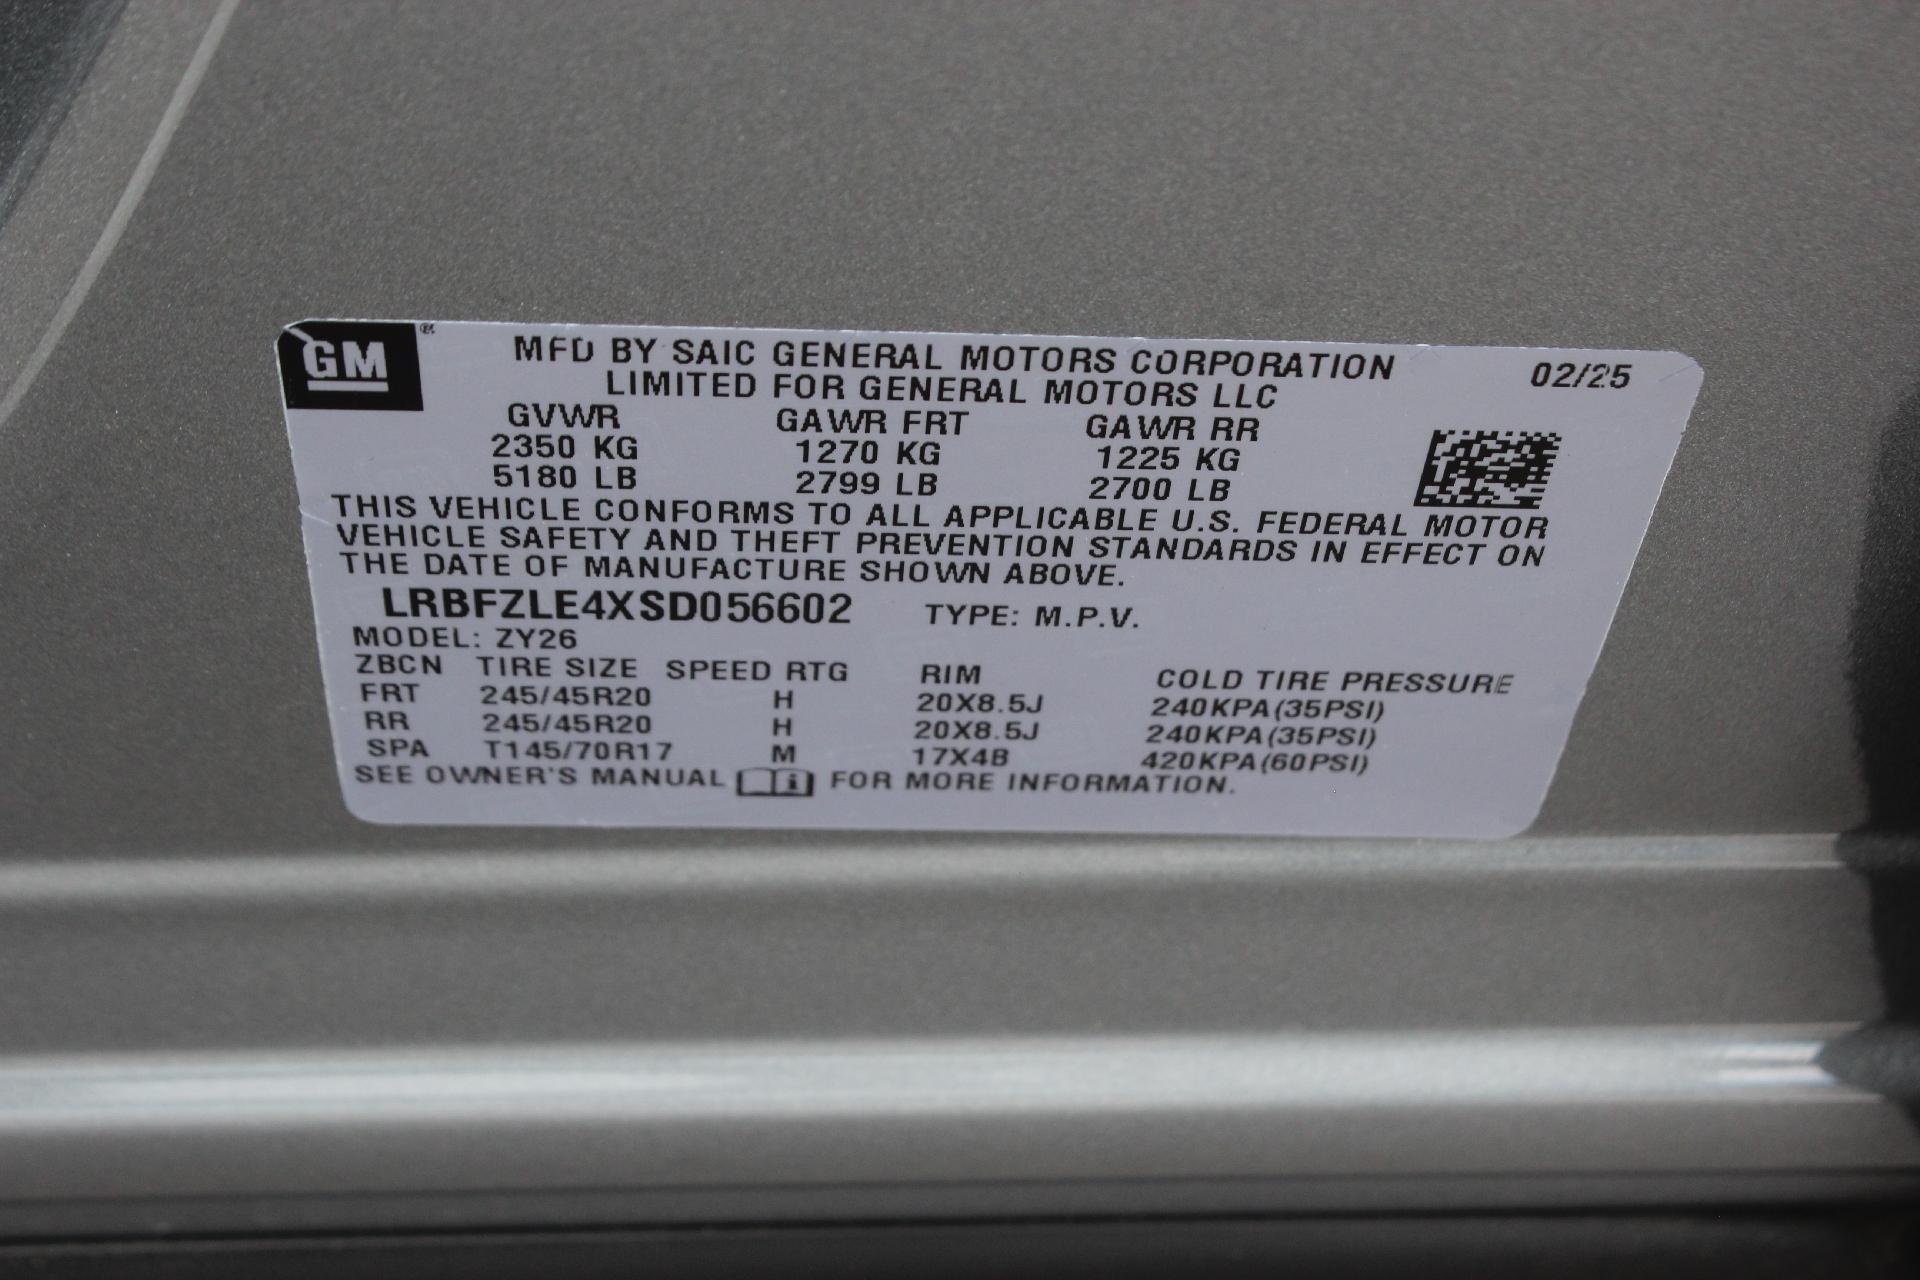 GM ®
MFD BY SAIC GENERAL MOTORS CORPORATION 02/25
LIMITED FOR GENERAL MOTORS LLC
GVWR GAWR FRT GAWR RR
2350 KG 1270 KG 1225 KG
5180 LB 2799 LB 2700 LB
THIS VEHICLE CONFORMS TO ALL APPLICABLE U.S. FEDERAL MOTOR
VEHICLE SAFETY AND THEFT PREVENTION STANDARDS IN EFFECT ON
THE DATE OF MANUFACTURE SHOWN ABOVE.
LRBFZLE4XSD056602 TYPE: M.P.V.
MODEL: ZY26
ZBCN TIRE SIZE SPEED RTG RIM COLD TIRE PRESSURE
FRT 245/45R20 H 20X8.5J 240KPA(35PSI)
RR 245/45R20 H 20X8.5J 240KPA(35PSI)
SPA T145/70R17 M 17X4B 420KPA(60PSI)
SEE OWNER'S MANUAL i FOR MORE INFORMATION.